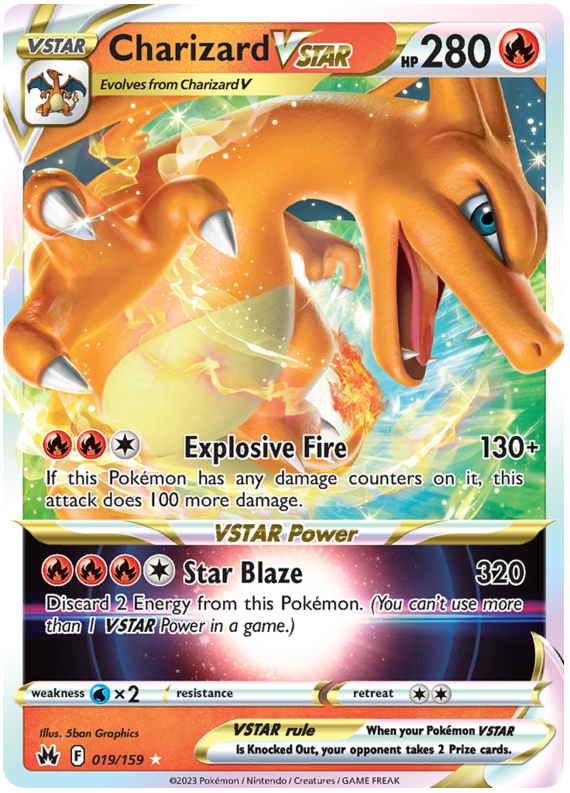 VSTAR
Charizard VSTAR
HP 280
Evolves from Charizard V
Explosive Fire 130+
If this Pokémon has any damage counters on it, this
attack does 100 more damage.
VSTAR Power
Star Blaze 320
Discard 2 Energy from this Pokémon. (You can't use more
than 1 VSTAR Power in a game.)
weakness ×2 resistance retreat
Illus. 5ban Graphics
VSTAR rule When your Pokémon VSTAR
is Knocked Out, your opponent takes 2 Prize cards.
F 019/159 ★
©2023 Pokémon / Nintendo / Creatures / GAME FREAK